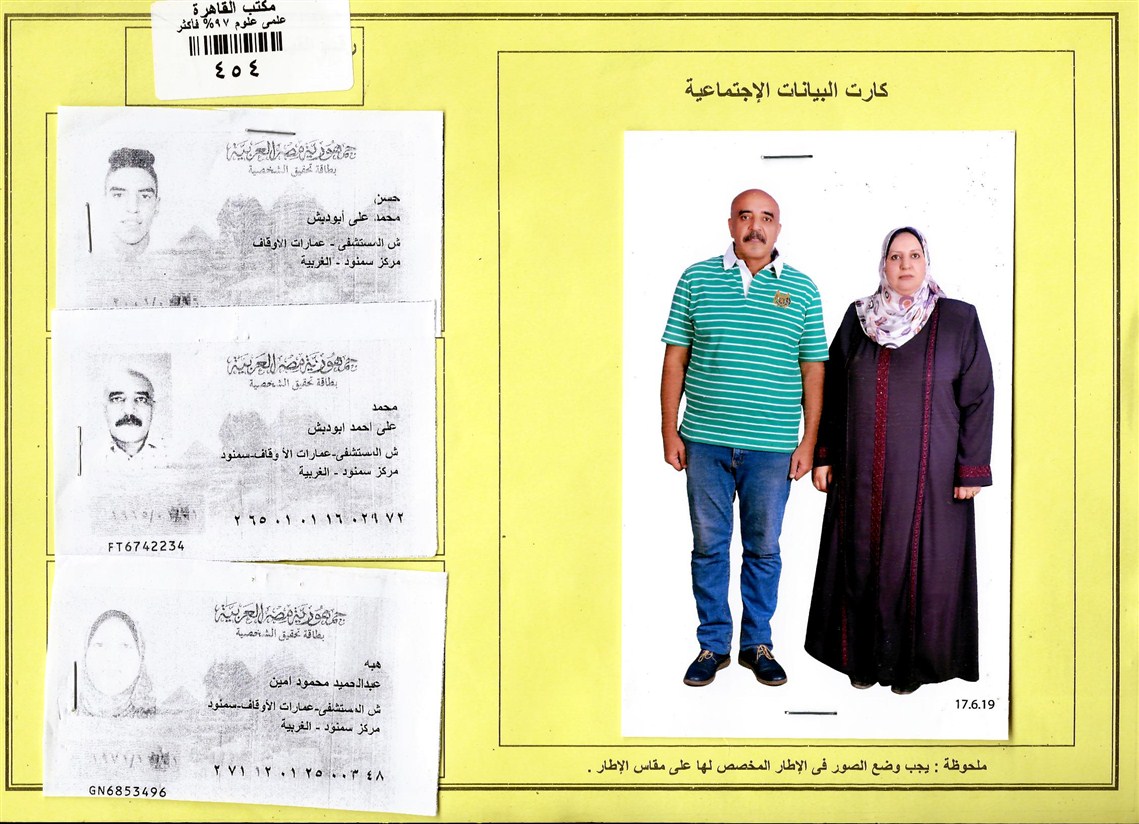 مكتب القاهرة
علمى علوم ٩٧% فأكثر
٤٥٤
كارت البيانات الإجتماعية
جمهورية مصر العربية
بطاقة تحقيق الشخصية
حسن
محمد على أبودبش
ش المستشفى - عمارات الأوقاف
مركز سمنود - الغربية
جمهورية مصر العربية
بطاقة تحقيق الشخصية
محمد
على احمد ابودبش
ش المستشفى-عمارات الأوقاف-سمنود
مركز سمنود - الغربية
٢٦٥٠١٠١١٦٠٢٩٧٢
FT6742234
جمهورية مصر العربية
بطاقة تحقيق الشخصية
هبه
عبدالحميد محمود امين
ش المستشفى-عمارات الأوقاف-سمنود
مركز سمنود - الغربية
٢٧١١٢٠١٢٥٠٠٣٤٨
GN6853496
17.6.19
ملحوظة : يجب وضع الصور فى الإطار المخصص لها على مقاس الإطار .